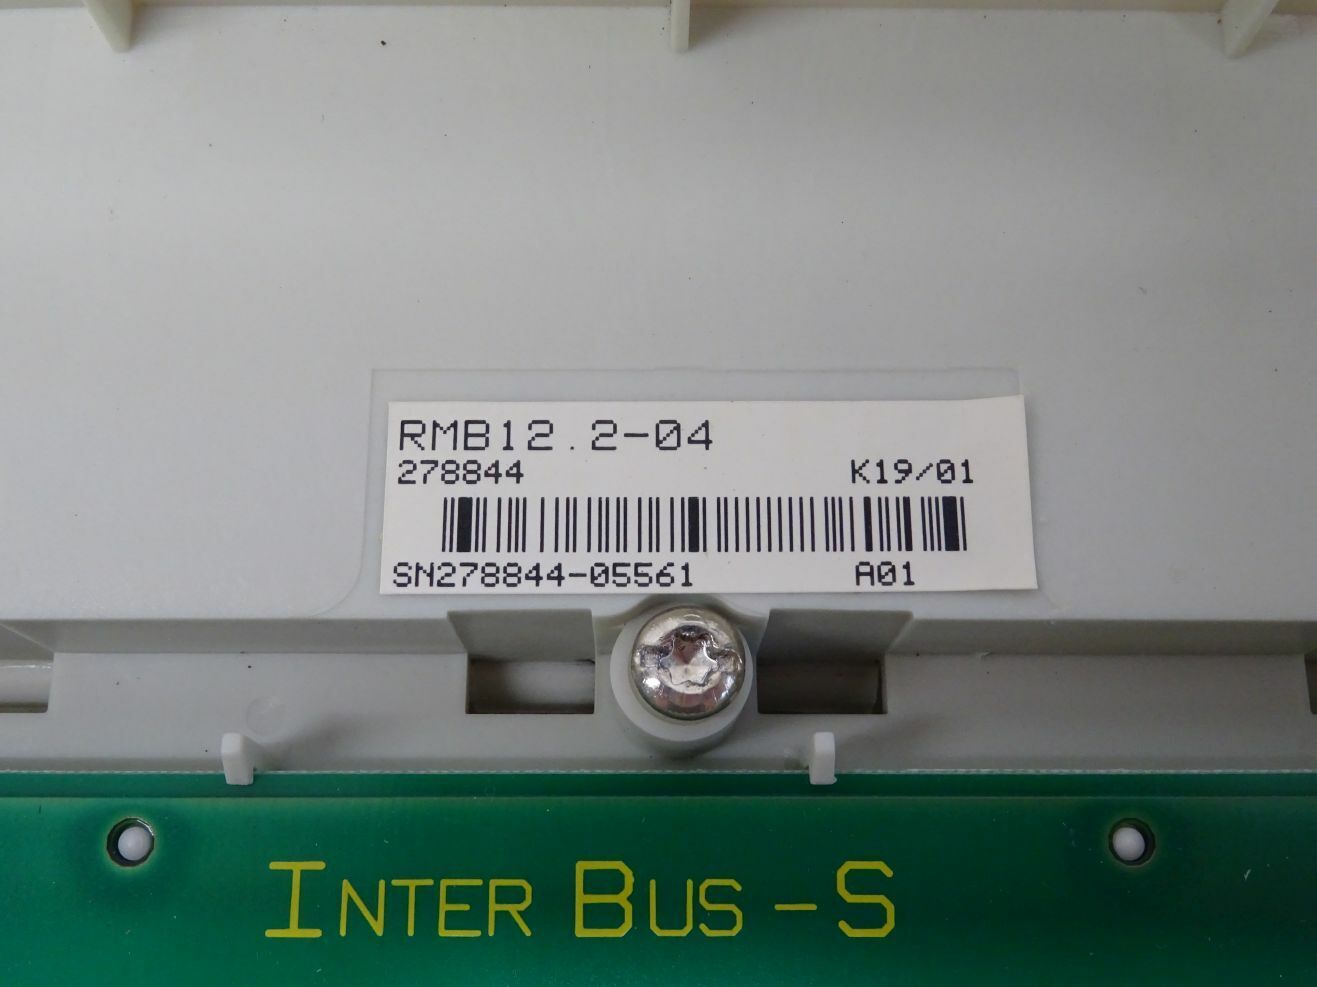 RMB12.2-04
278844 K19/01
SN278844-05561 A01
INTER BUS-S